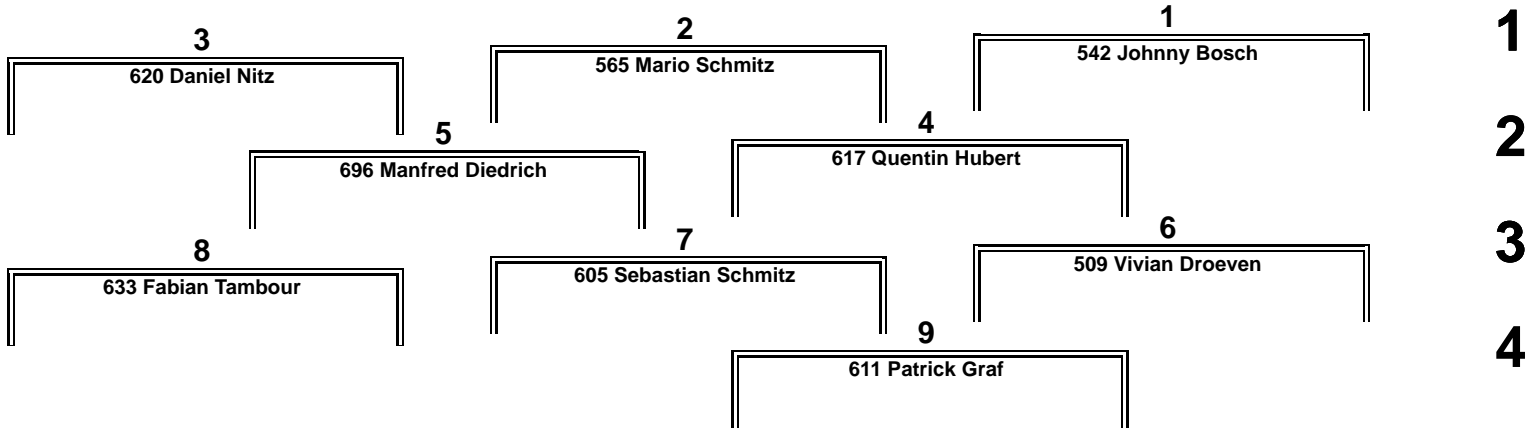 3 2 1 1
620 Daniel Nitz 565 Mario Schmitz 542 Johnny Bosch
5 4 2
696 Manfred Diedrich 617 Quentin Hubert
8 7 6 3
633 Fabian Tambour 605 Sebastian Schmitz 509 Vivian Droeven
9 4
611 Patrick Graf